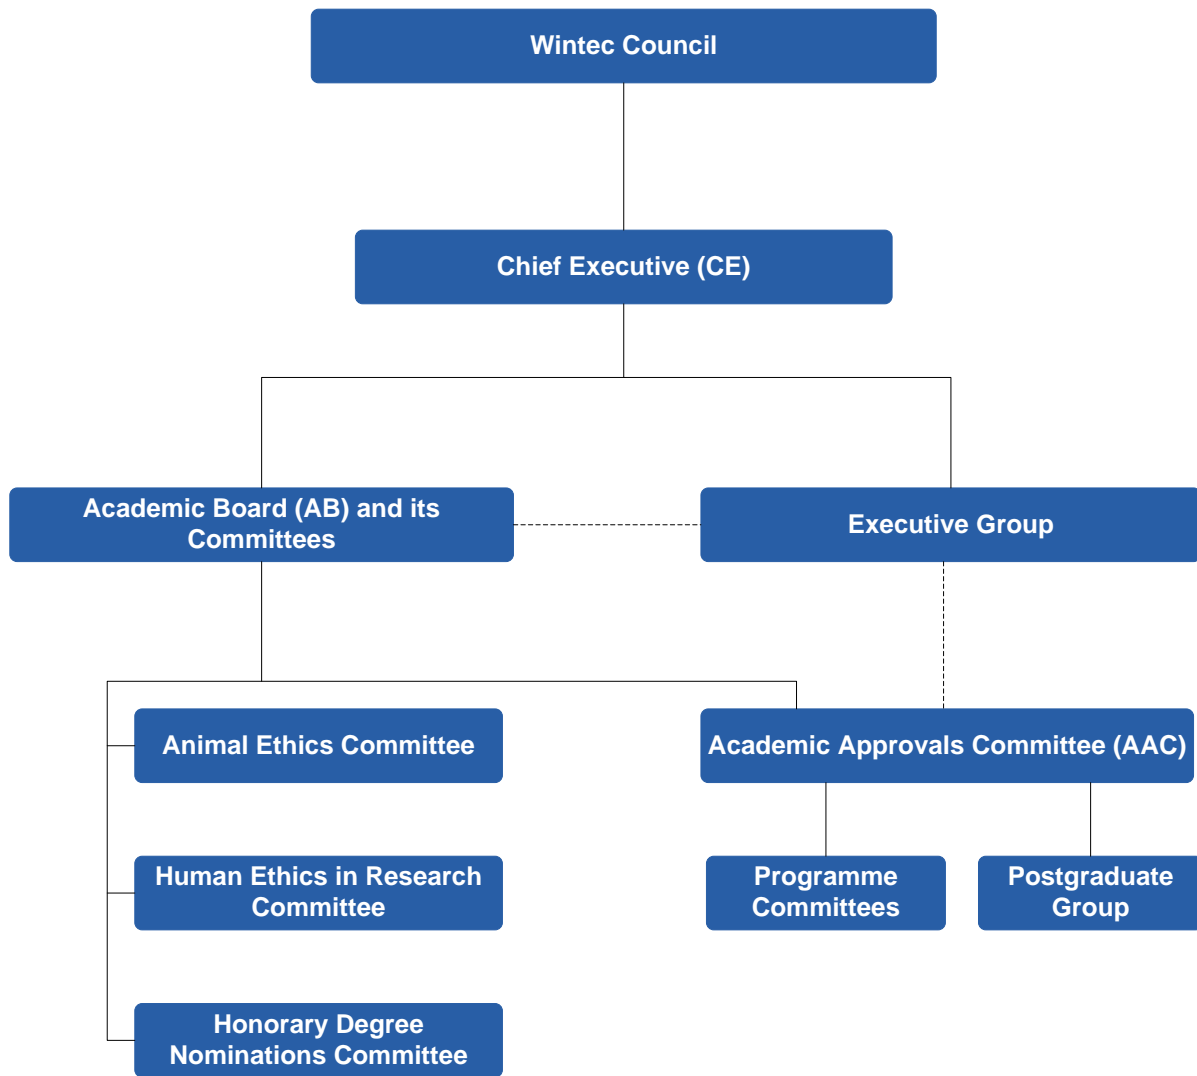 Wintec Council
Chief Executive (CE)
Academic Board (AB) and its
Committees
Executive Group
Animal Ethics Committee
Academic Approvals Committee (AAC)
Human Ethics in Research
Committee
Programme
Committees
Postgraduate
Group
Honorary Degree
Nominations Committee